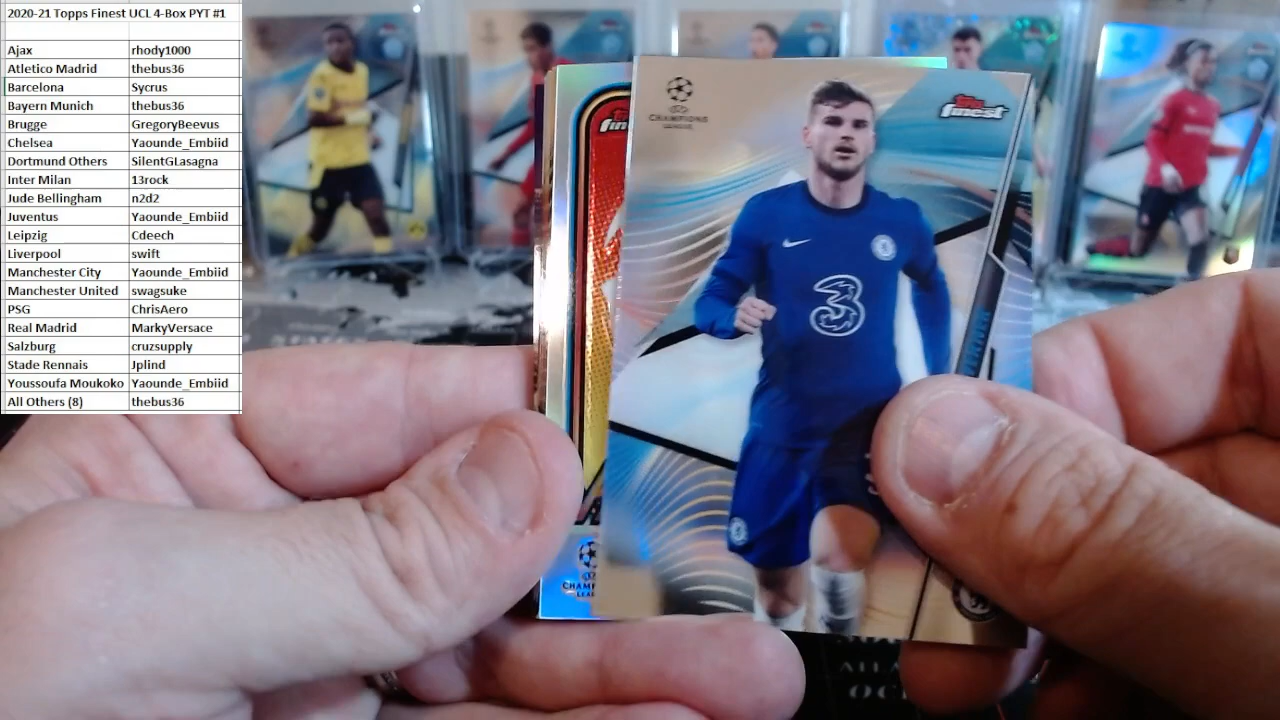 2020-21 Topps Finest UCL 4-Box PYT #1
Ajax rhody1000
Atletico Madrid thebus36
Barcelona Sycrus
Bayern Munich thebus36
Brugge GregoryBeevus
Chelsea Yaounde_Embiid
Dortmund Others SilentGLasagna
Inter Milan 13rock
Jude Bellingham n2d2
Juventus Yaounde_Embiid
Leipzig Cdeech
Liverpool swift
Manchester City Yaounde_Embiid
Manchester United swagsuke
PSG ChrisAero
Real Madrid MarkyVersace
Salzburg cruzsupply
Stade Rennais Jplind
Youssoufa Moukoko Yaounde_Embiid
All Others (8) thebus36
CHAMPIONS
LEAGUE
Topps
finest
3
WERNER